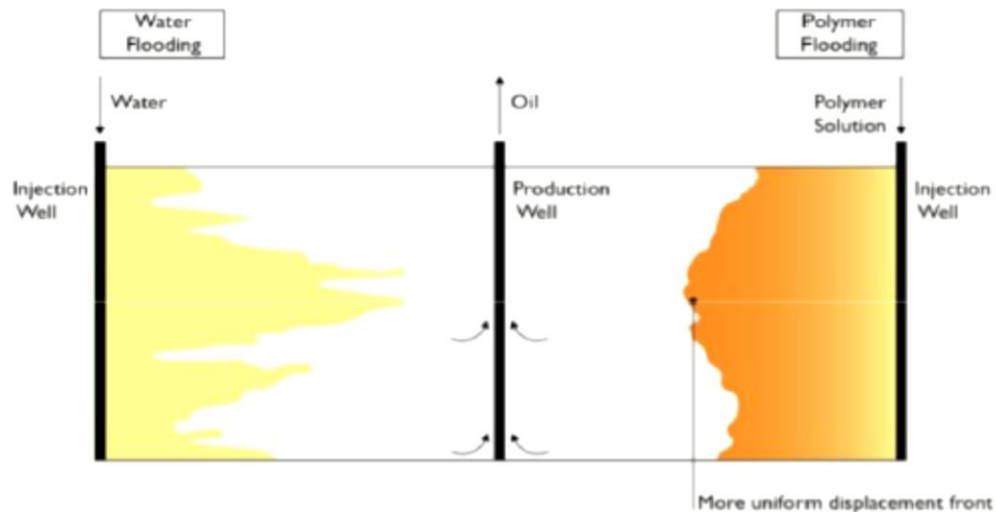 Water
Flooding
Polymer
Flooding
Water
Oil
Polymer
Solution
Injection
Well
Production
Well
Injection
Well
More uniform displacement front